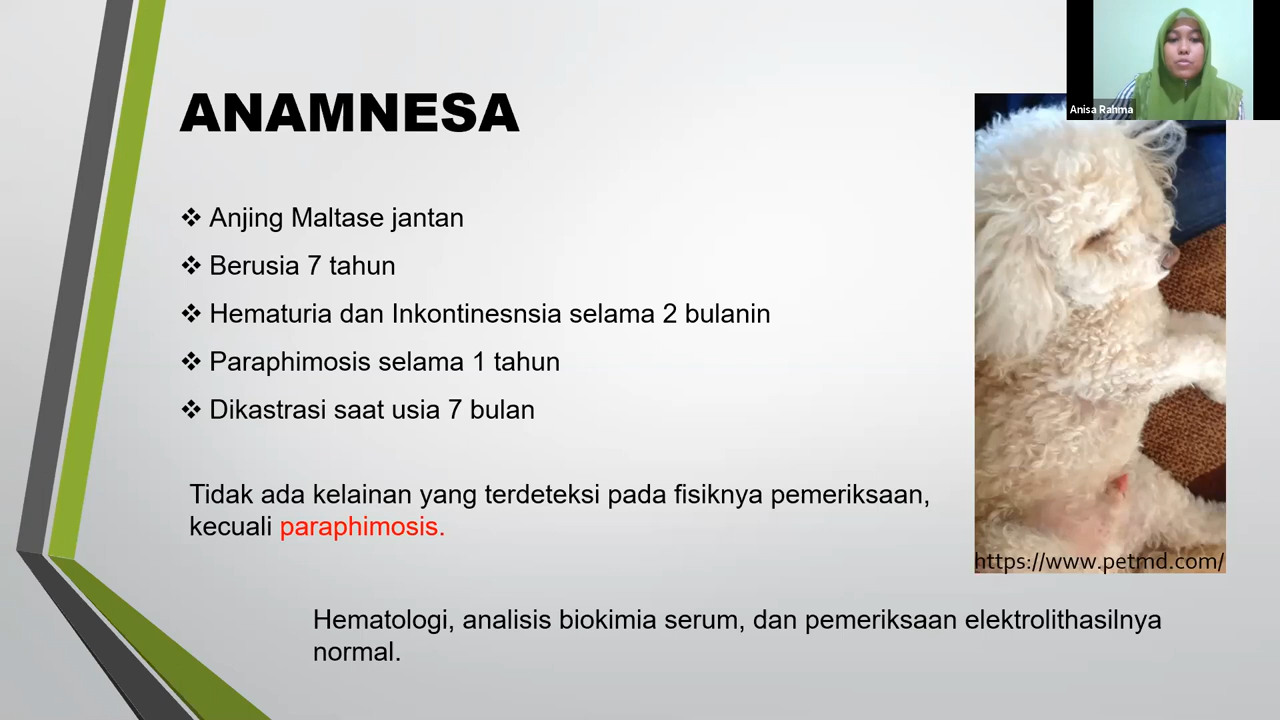 ANAMNESA
Anisa Rahma
❖ Anjing Maltase jantan
❖ Berusia 7 tahun
❖ Hematuria dan Inkontinesnsia selama 2 bulanin
❖ Paraphimosis selama 1 tahun
❖ Dikastrasi saat usia 7 bulan
Tidak ada kelainan yang terdeteksi pada fisiknya pemeriksaan,
kecuali paraphimosis.
https://www.petmd.com/
Hematologi, analisis biokimia serum, dan pemeriksaan elektrolithasilnya
normal.